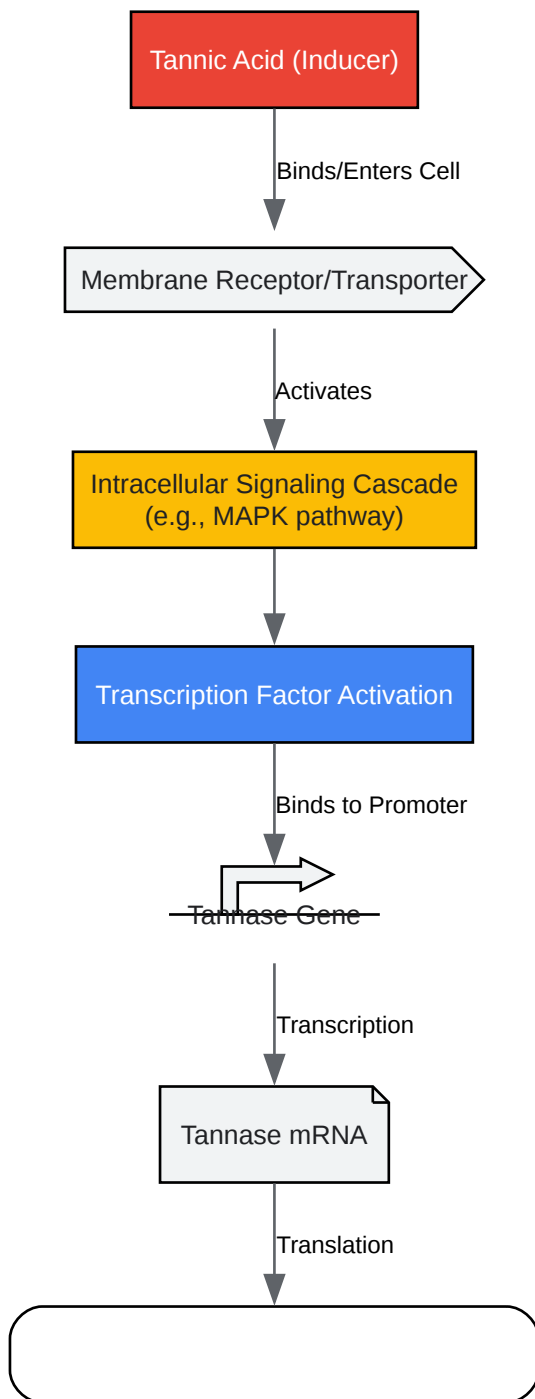 Tannic Acid (Inducer)
Binds/Enters Cell
Membrane Receptor/Transporter
Activates
Intracellular Signaling Cascade
(e.g., MAPK pathway)
Transcription Factor Activation
Binds to Promoter
Tannase Gene
Transcription
Tannase mRNA
Translation